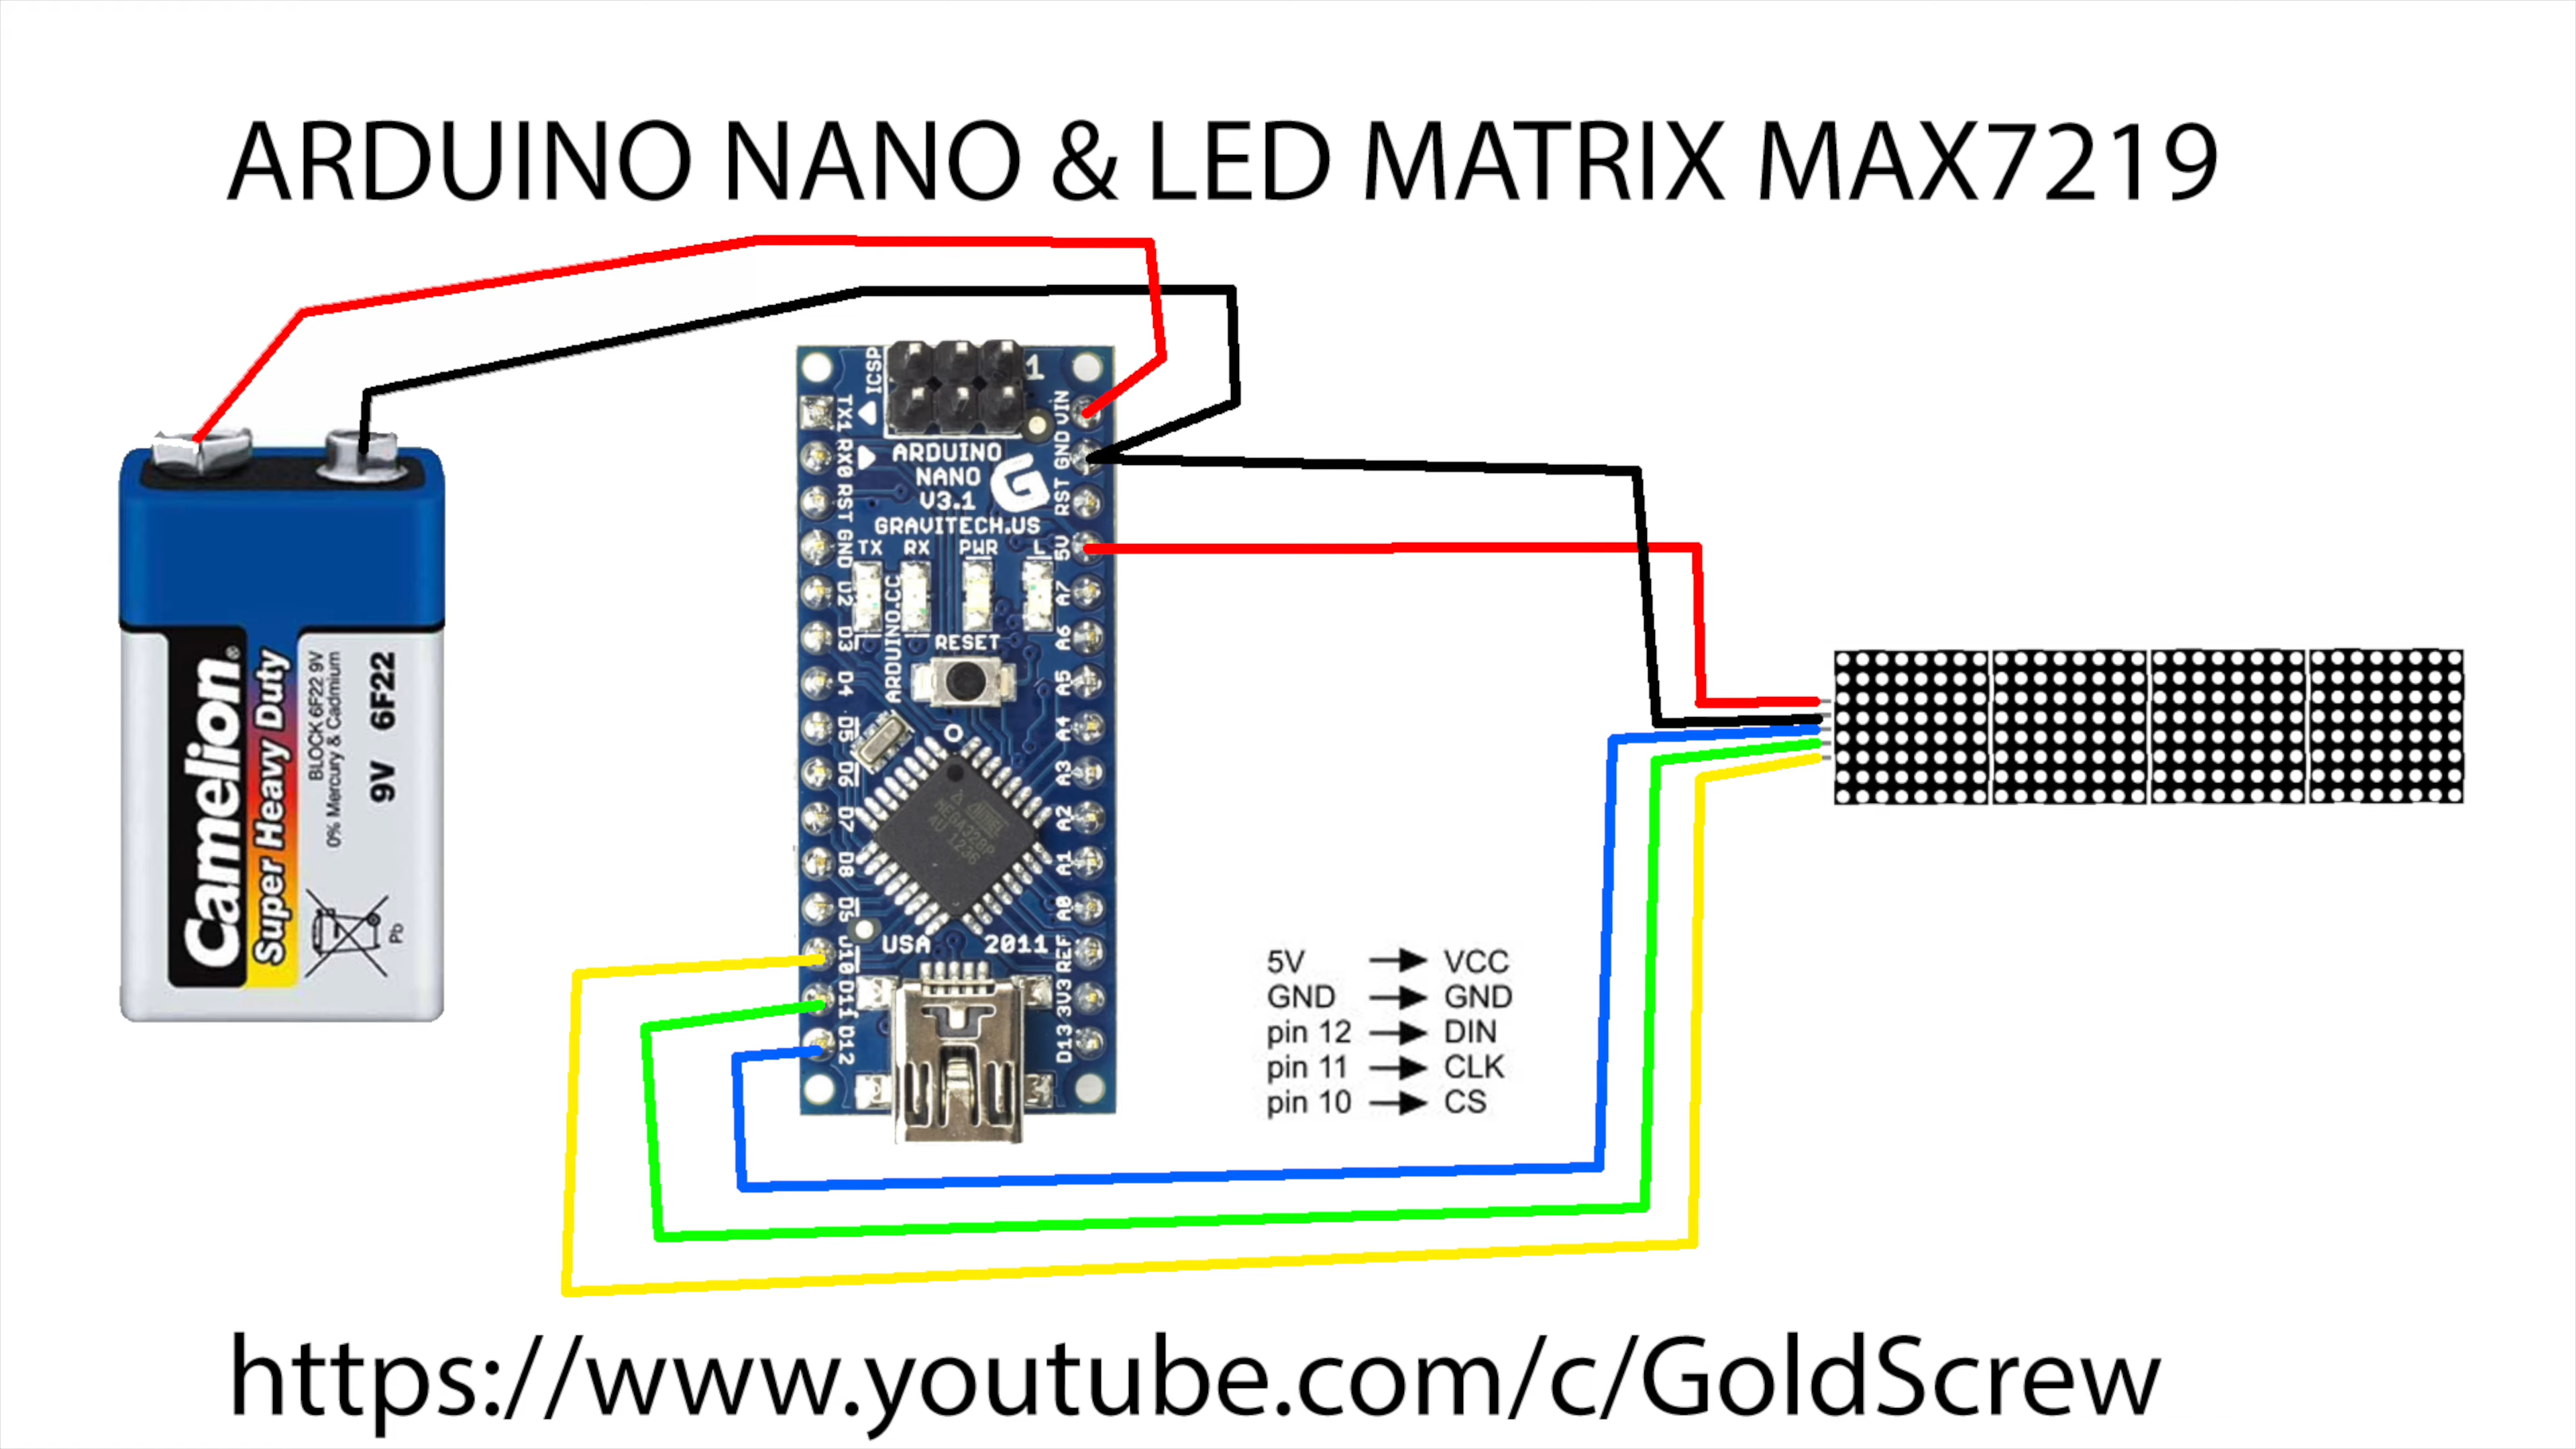 ARDUINO NANO & LED MATRIX MAX7219
Camelion®
Super Heavy Duty
BLOCK 6F22 9V
0% Mercury & Cadmium
9V 6F22
Pb
ICSP
1
TX1
RX0
RST
GND
D3
D4
D5
D6
D7
D8
D11
D12
VIN
GND
RST
5V
A7
A6
A5
A4
A3
A2
A1
A0
REF
3V3
D13
ARDUINO
NANO
V3.1
GRAVITECH.US
TX RX PWR L
ARDUINO.CC
RESET
MEGA328P
4U 1236
USA 2011
5V → VCC
GND → GND
pin 12 → DIN
pin 11 → CLK
pin 10 → CS
https://www.youtube.com/c/GoldScrew